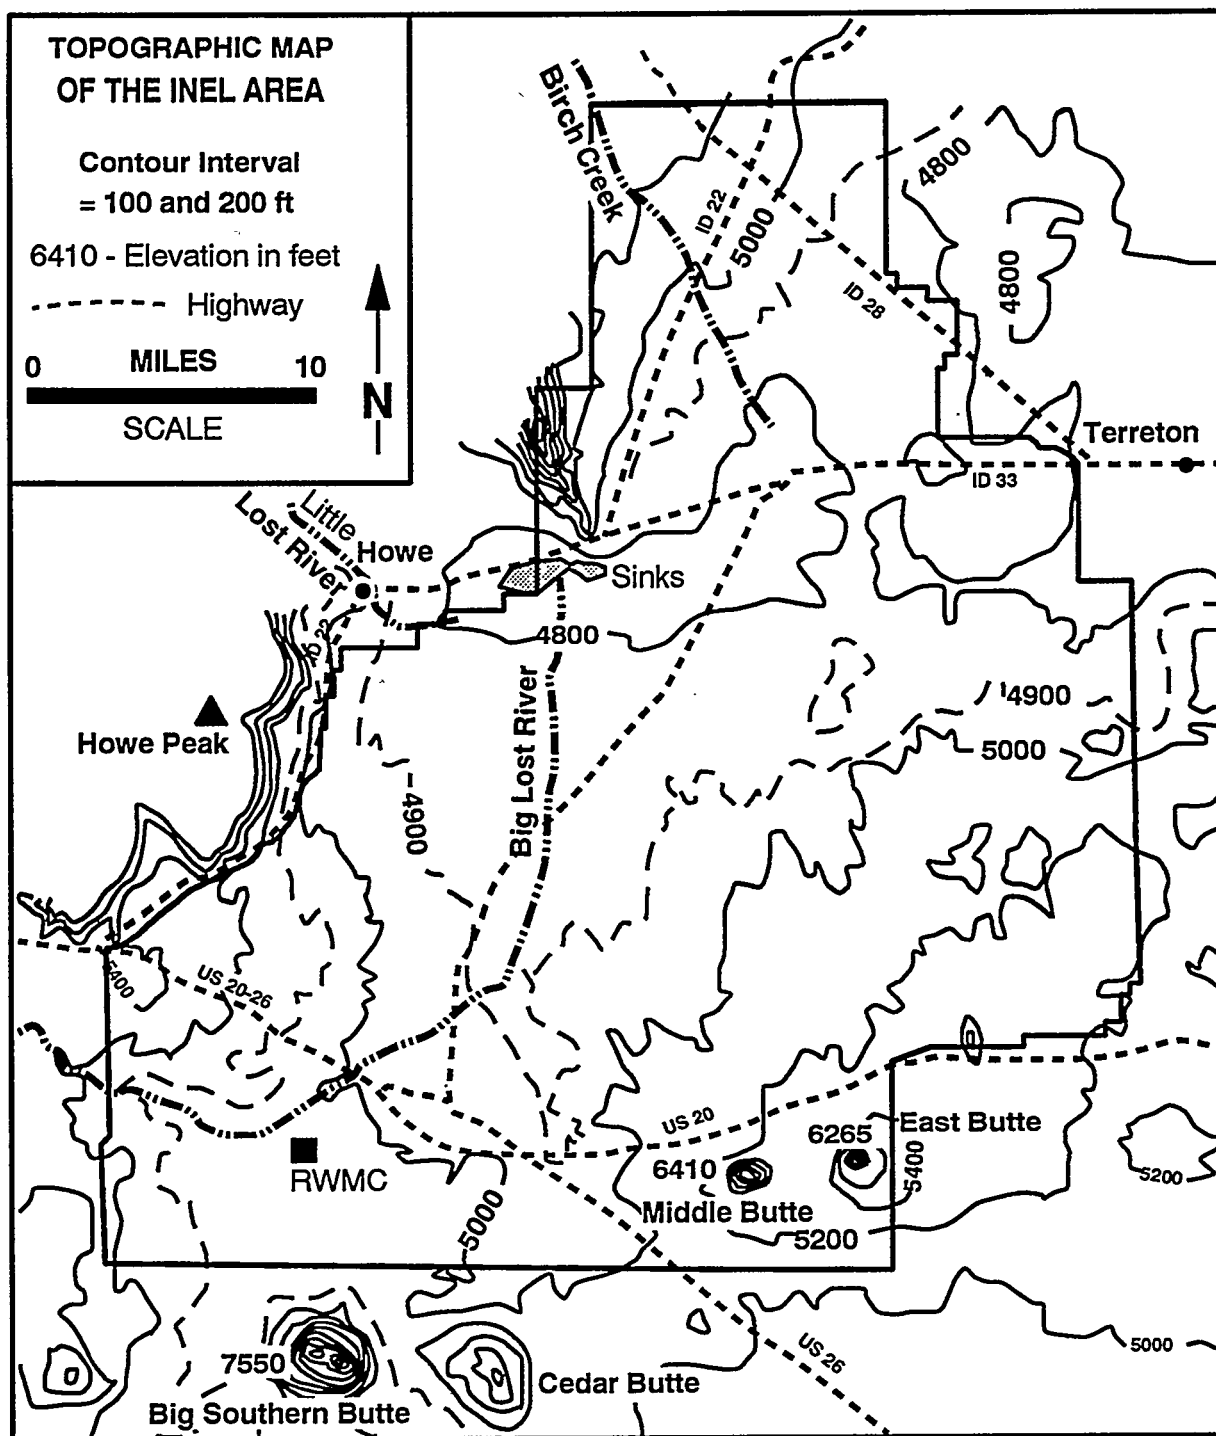 TOPOGRAPHIC MAP
OF THE INEL AREA
Contour Interval
= 100 and 200 ft
6410 - Elevation in feet
Highway
0 MILES 10
SCALE
N
Birch Creek
ID 22
5000
4800
4800
ID 28
Terreton
ID 33
Little
Lost River
Howe
Sinks
ID 22
4800
Howe Peak
Big Lost River
4900
4900
5000
5400
US 20-26
US 20
East Butte
6265
5400
6410
Middle Butte
5200
5200
RWMC
5000
7550
Big Southern Butte
Cedar Butte
US 26
5000